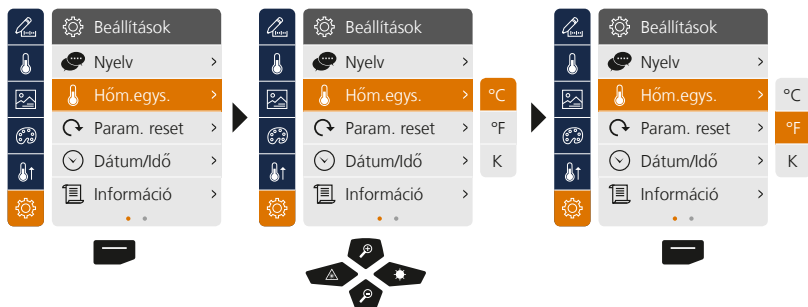 Beállítások
Nyelv
Hőm.egys.
Param. reset
Dátum/Idő
Információ
Beállítások
Nyelv
Hőm.egys.
Param. reset
Dátum/Idő
Információ
°C
°F
K
Beállítások
Nyelv
Hőm.egys.
Param. reset
Dátum/Idő
Információ
°C
°F
K